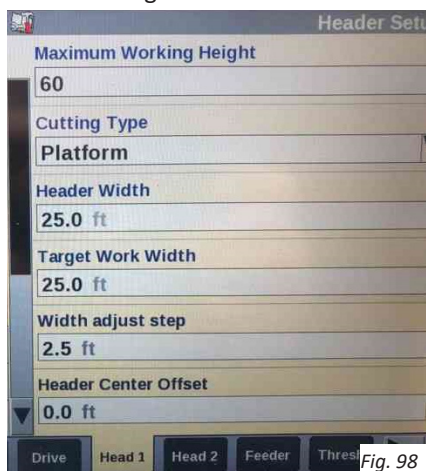 Header Setu
Maximum Working Height
60
Cutting Type
Platform
Header Width
25.0 ft
Target Work Width
25.0 ft
Width adjust step
2.5 ft
Header Center Offset
0.0 ft
Drive Head 1 Head 2 Feeder Thresh
Fig. 98